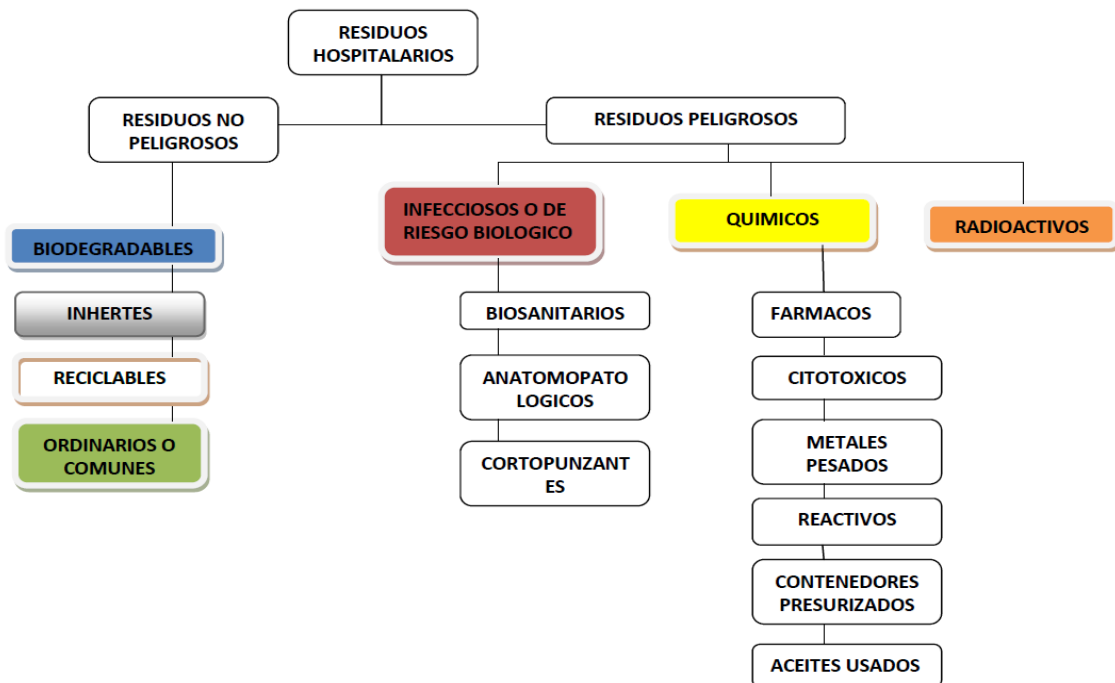 RESIDUOS
HOSPITALARIOS
RESIDUOS NO
PELIGROSOS
RESIDUOS PELIGROSOS
BIODEGRADABLES
INHERTES
RECICLABLES
ORDINARIOS O
COMUNES
INFECCIOSOS O DE
RIESGO BIOLOGICO
BIOSANITARIOS
ANATOMOPATO
LOGICOS
CORTOPUNZANT
ES
QUIMICOS
FARMACOS
CITOTOXICOS
METALES
PESADOS
REACTIVOS
CONTENEDORES
PRESURIZADOS
ACEITES USADOS
RADIOACTIVOS